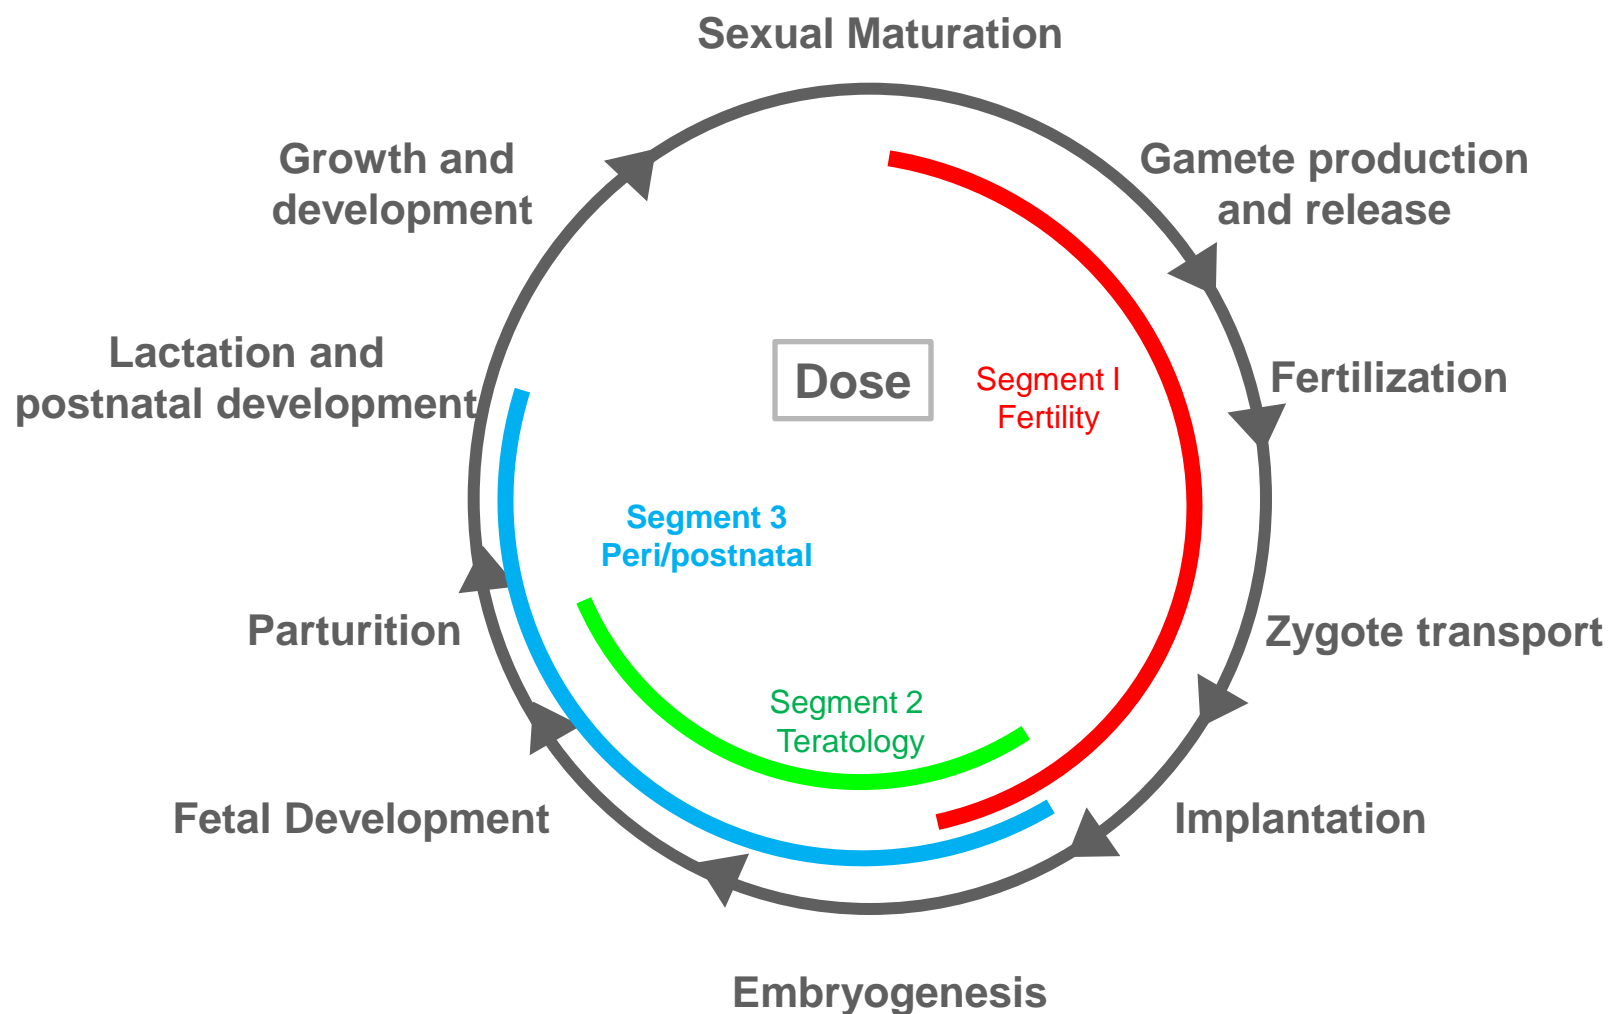 Sexual Maturation
Growth and
development
Gamete production
and release
Lactation and
postnatal development
Dose
Segment I
Fertility
Fertilization
Segment 3
Peri/postnatal
Parturition
Zygote transport
Segment 2
Teratology
Fetal Development
Implantation
Embryogenesis